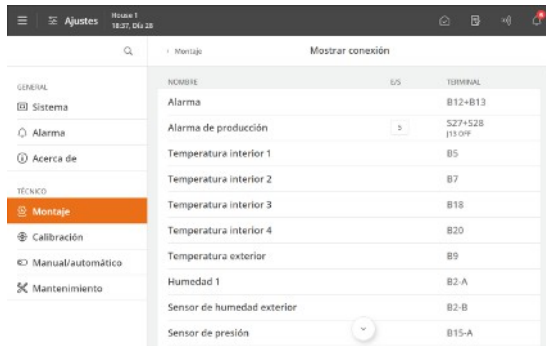 Ajustes
House 1
18:37, Día 28
Montaje
Mostrar conexión
GENERAL
Sistema
Alarma
Acerca de
TÉCNICO
Montaje
Calibración
Manual/automático
Mantenimiento
NOMBRE E/S TERMINAL
Alarma B12+B13
Alarma de producción S27+S28
J13 OFF
Temperatura interior 1 B5
Temperatura interior 2 B7
Temperatura interior 3 B18
Temperatura interior 4 B20
Temperatura exterior B9
Humedad 1 B2-A
Sensor de humedad exterior B2-B
Sensor de presión B15-A